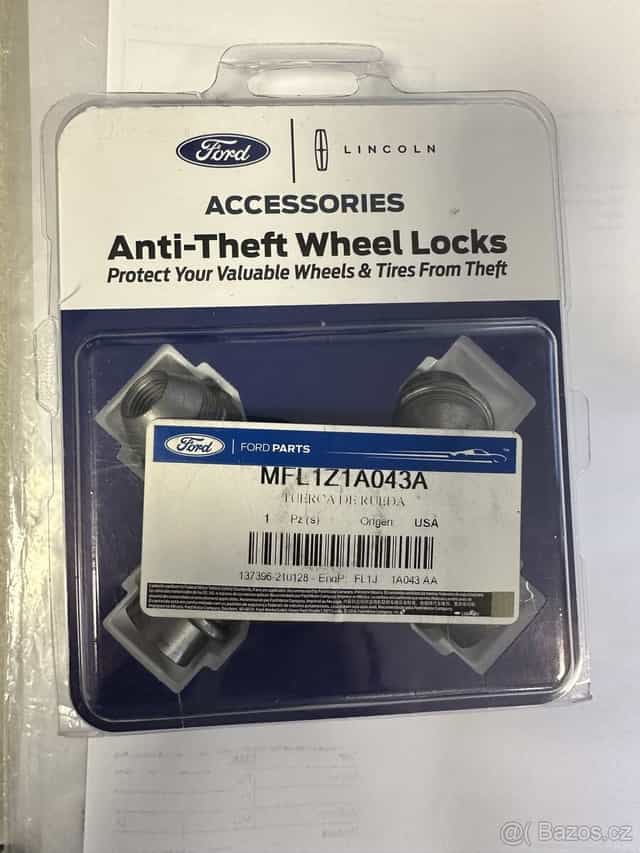 Ford
LINCOLN
ACCESSORIES
Anti-Theft Wheel Locks
Protect Your Valuable Wheels & Tires From Theft
Ford
FORD PARTS
MFL1Z1A043A
TUERCA DE RUEDA
1 Pz(s) Origen: USA
137396-210128 - EngP: FL1J 1A043 AA
Bazos.cz